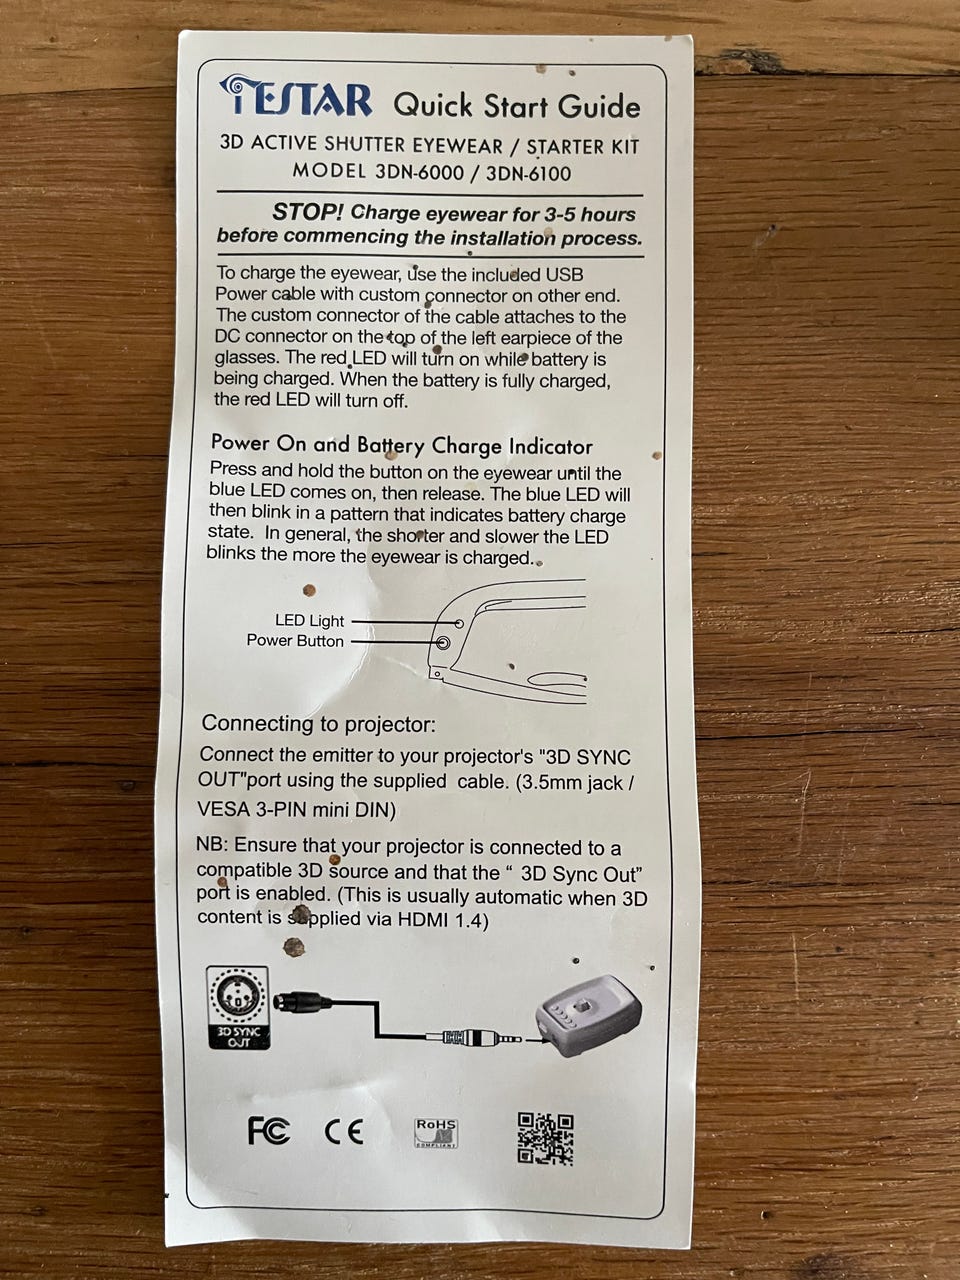 TESTAR Quick Start Guide
3D ACTIVE SHUTTER EYEWEAR / STARTER KIT
MODEL 3DN-6000 / 3DN-6100
STOP! Charge eyewear for 3-5 hours
before commencing the installation process.
To charge the eyewear, use the included USB
Power cable with custom connector on other end.
The custom connector of the cable attaches to the
DC connector on the top of the left earpiece of the
glasses. The red LED will turn on while battery is
being charged. When the battery is fully charged,
the red LED will turn off.
Power On and Battery Charge Indicator
Press and hold the button on the eyewear until the
blue LED comes on, then release. The blue LED will
then blink in a pattern that indicates battery charge
state.  In general, the shorter and slower the LED
blinks the more the eyewear is charged.
LED Light
Power Button
Connecting to projector:
Connect the emitter to your projector's "3D SYNC
OUT"port using the supplied  cable. (3.5mm jack /
VESA 3-PIN mini DIN)
NB: Ensure that your projector is connected to a
compatible 3D source and that the “ 3D Sync Out”
port is enabled. (This is usually automatic when 3D
content is supplied via HDMI 1.4)
3D SYNC
OUT
FC CE RoHS
COMPLIANT